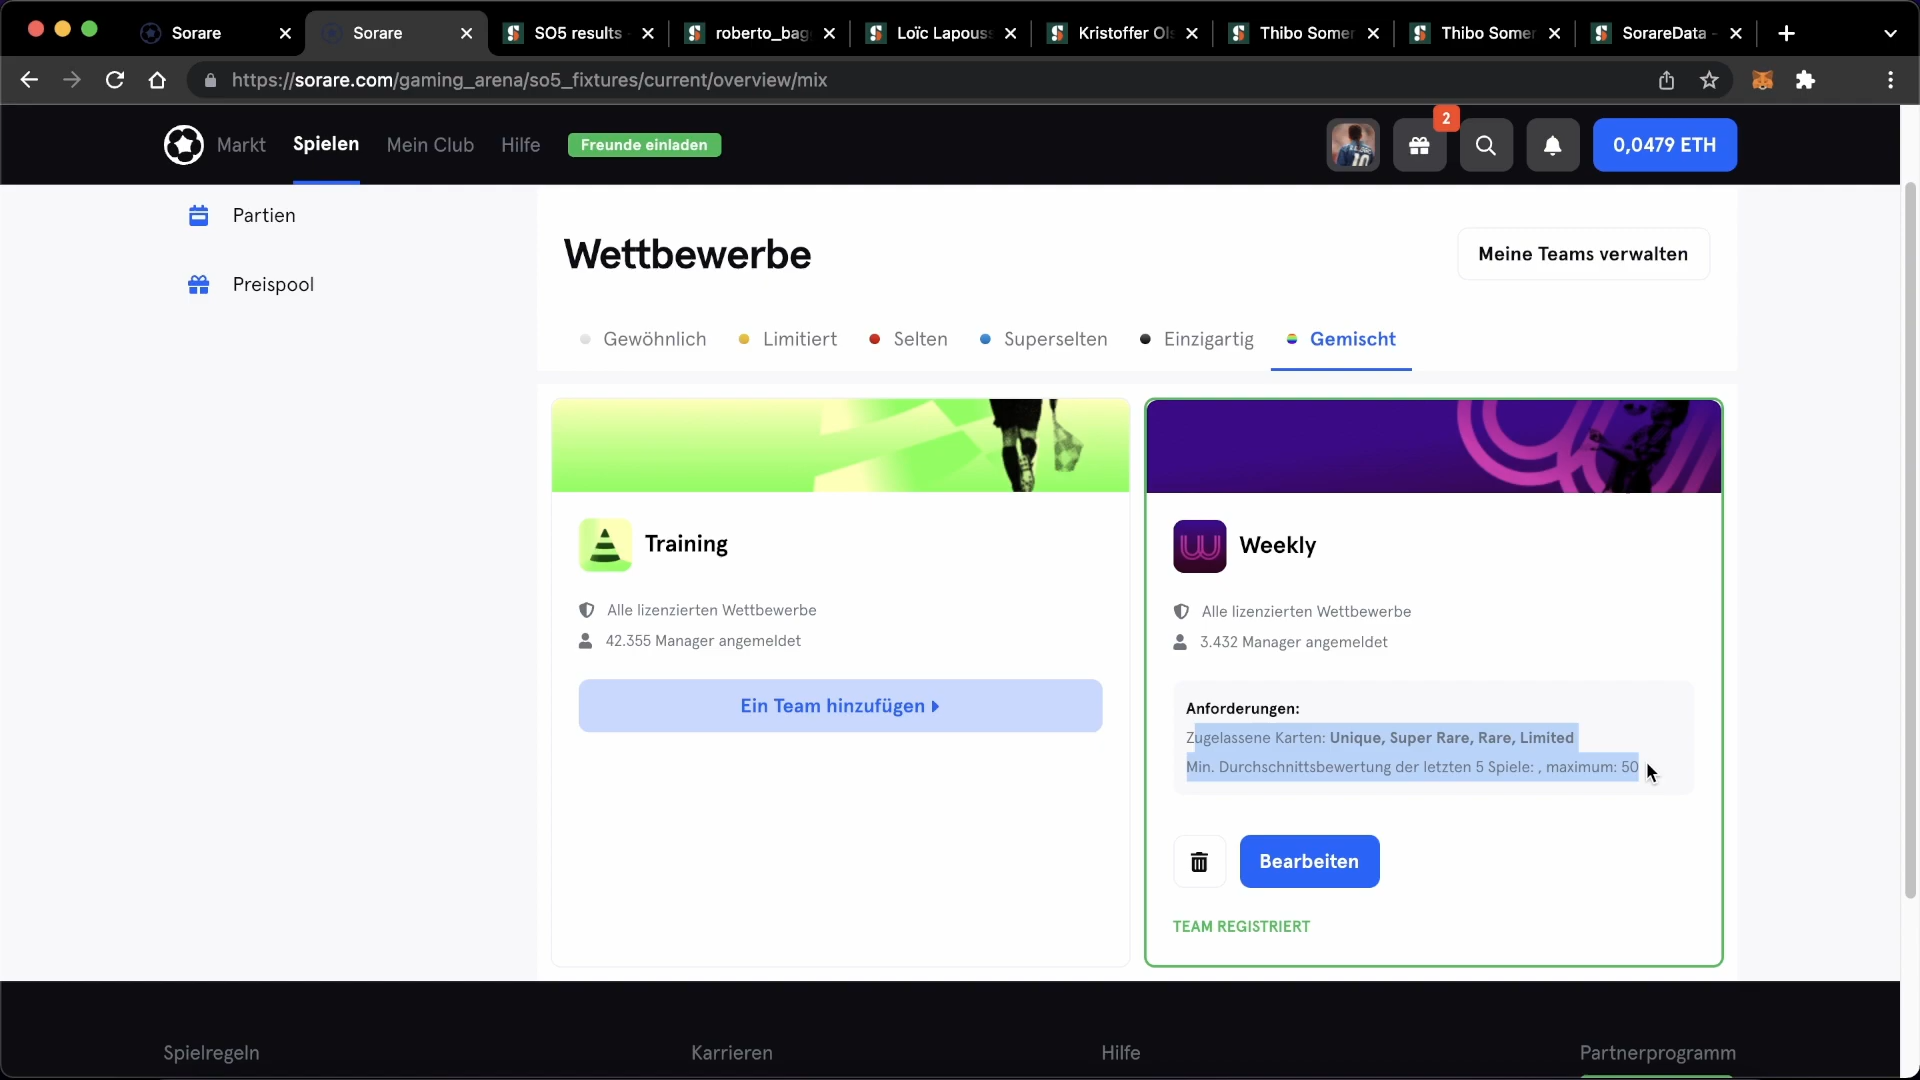 Sorare
Sorare
SO5 results
roberto_bag
Loïc Lapous
Kristoffer Ol
Thibo Somer
Thibo Somer
SorareData -
https://sorare.com/gaming_arena/so5_fixtures/current/overview/mix
Markt
Spielen
Mein Club
Hilfe
Freunde einladen
10
2
0,0479 ETH
Partien
Preispool
Wettbewerbe
Meine Teams verwalten
Gewöhnlich
Limitiert
Selten
Superselten
Einzigartig
Gemischt
Training
Alle lizenzierten Wettbewerbe
42.355 Manager angemeldet
Ein Team hinzufügen
Weekly
Alle lizenzierten Wettbewerbe
3.432 Manager angemeldet
Anforderungen:
Zugelassene Karten: Unique, Super Rare, Rare, Limited
Min. Durchschnittsbewertung der letzten 5 Spiele: , maximum: 50
Bearbeiten
TEAM REGISTRIERT
Spielregeln
Karrieren
Hilfe
Partnerprogramm